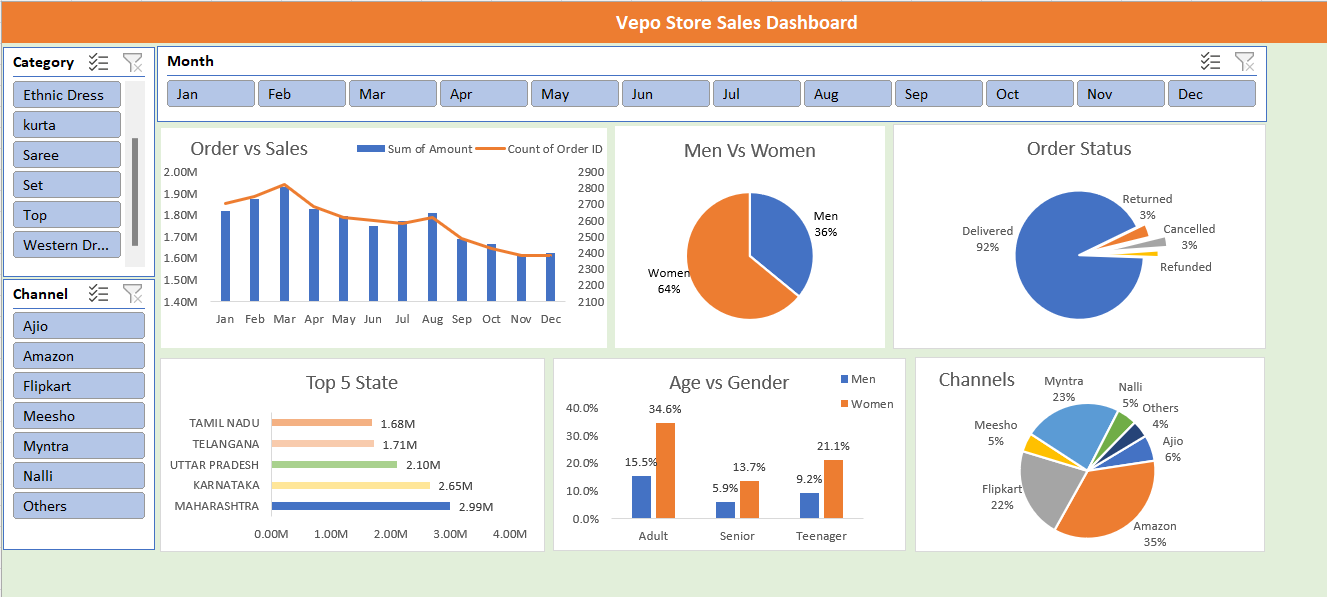 Vepo Store Sales Dashboard
Category
Ethnic Dress
kurta
Saree
Set
Top
Western Dr...
Channel
Ajio
Amazon
Flipkart
Meesho
Myntra
Nalli
Others
Month
Jan Feb Mar Apr May Jun Jul Aug Sep Oct Nov Dec
Order vs Sales
Sum of Amount Count of Order ID
2.00M 2900
1.90M 2800
1.80M 2700
1.70M 2600
1.60M 2500
1.50M 2400
1.40M 2300
2200
2100
Jan Feb Mar Apr May Jun Jul Aug Sep Oct Nov Dec
Men Vs Women
Men
36%
Women
64%
Order Status
Returned
3%
Cancelled
3%
Refunded
Delivered
92%
Top 5 State
TAMIL NADU 1.68M
TELANGANA 1.71M
UTTAR PRADESH 2.10M
KARNATAKA 2.65M
MAHARASHTRA 2.99M
0.00M 1.00M 2.00M 3.00M 4.00M
Age vs Gender
Men
Women
40.0%
30.0%
20.0%
10.0%
0.0%
15.5% 34.6%
5.9% 13.7%
9.2% 21.1%
Adult Senior Teenager
Channels
Myntra
23%
Nalli
5%
Others
4%
Ajio
6%
Amazon
35%
Flipkart
22%
Meesho
5%